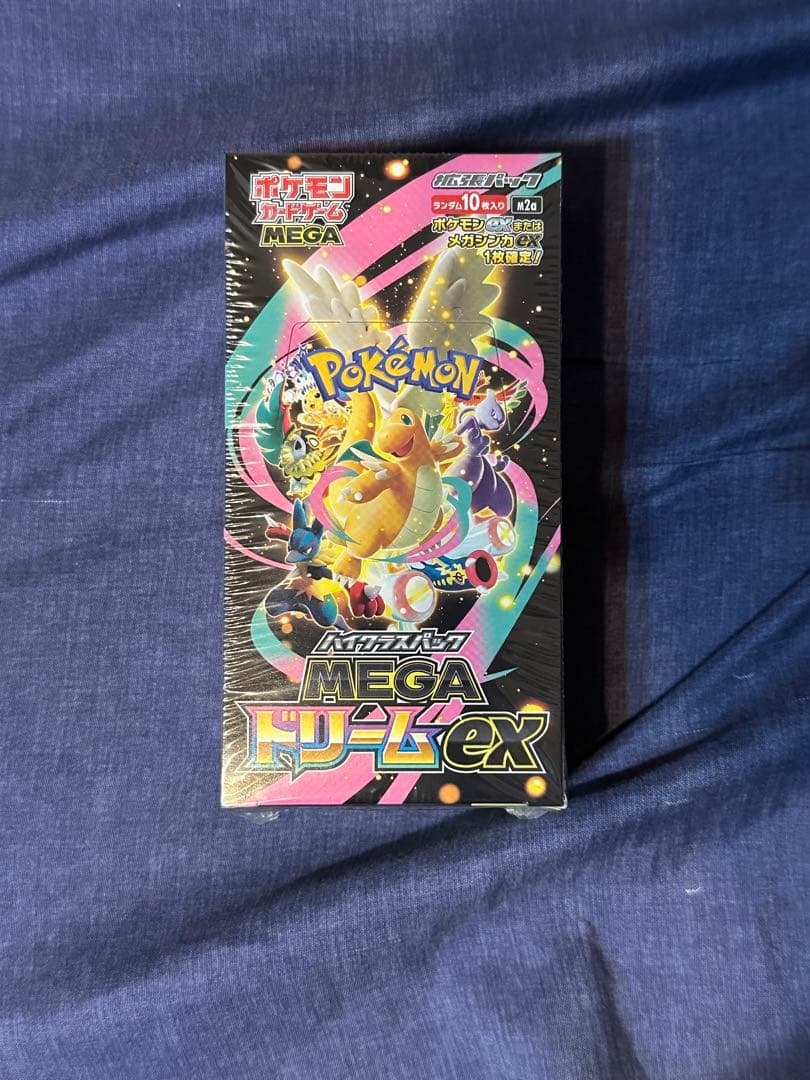 ポケモン
カードゲーム
MEGA
拡張パック
ランダム10枚入り
m2a
ポケモンexまたは
メガシンカex
1枚確定!
POKéMON
ハイクラスパック
MEGA
ドリームex